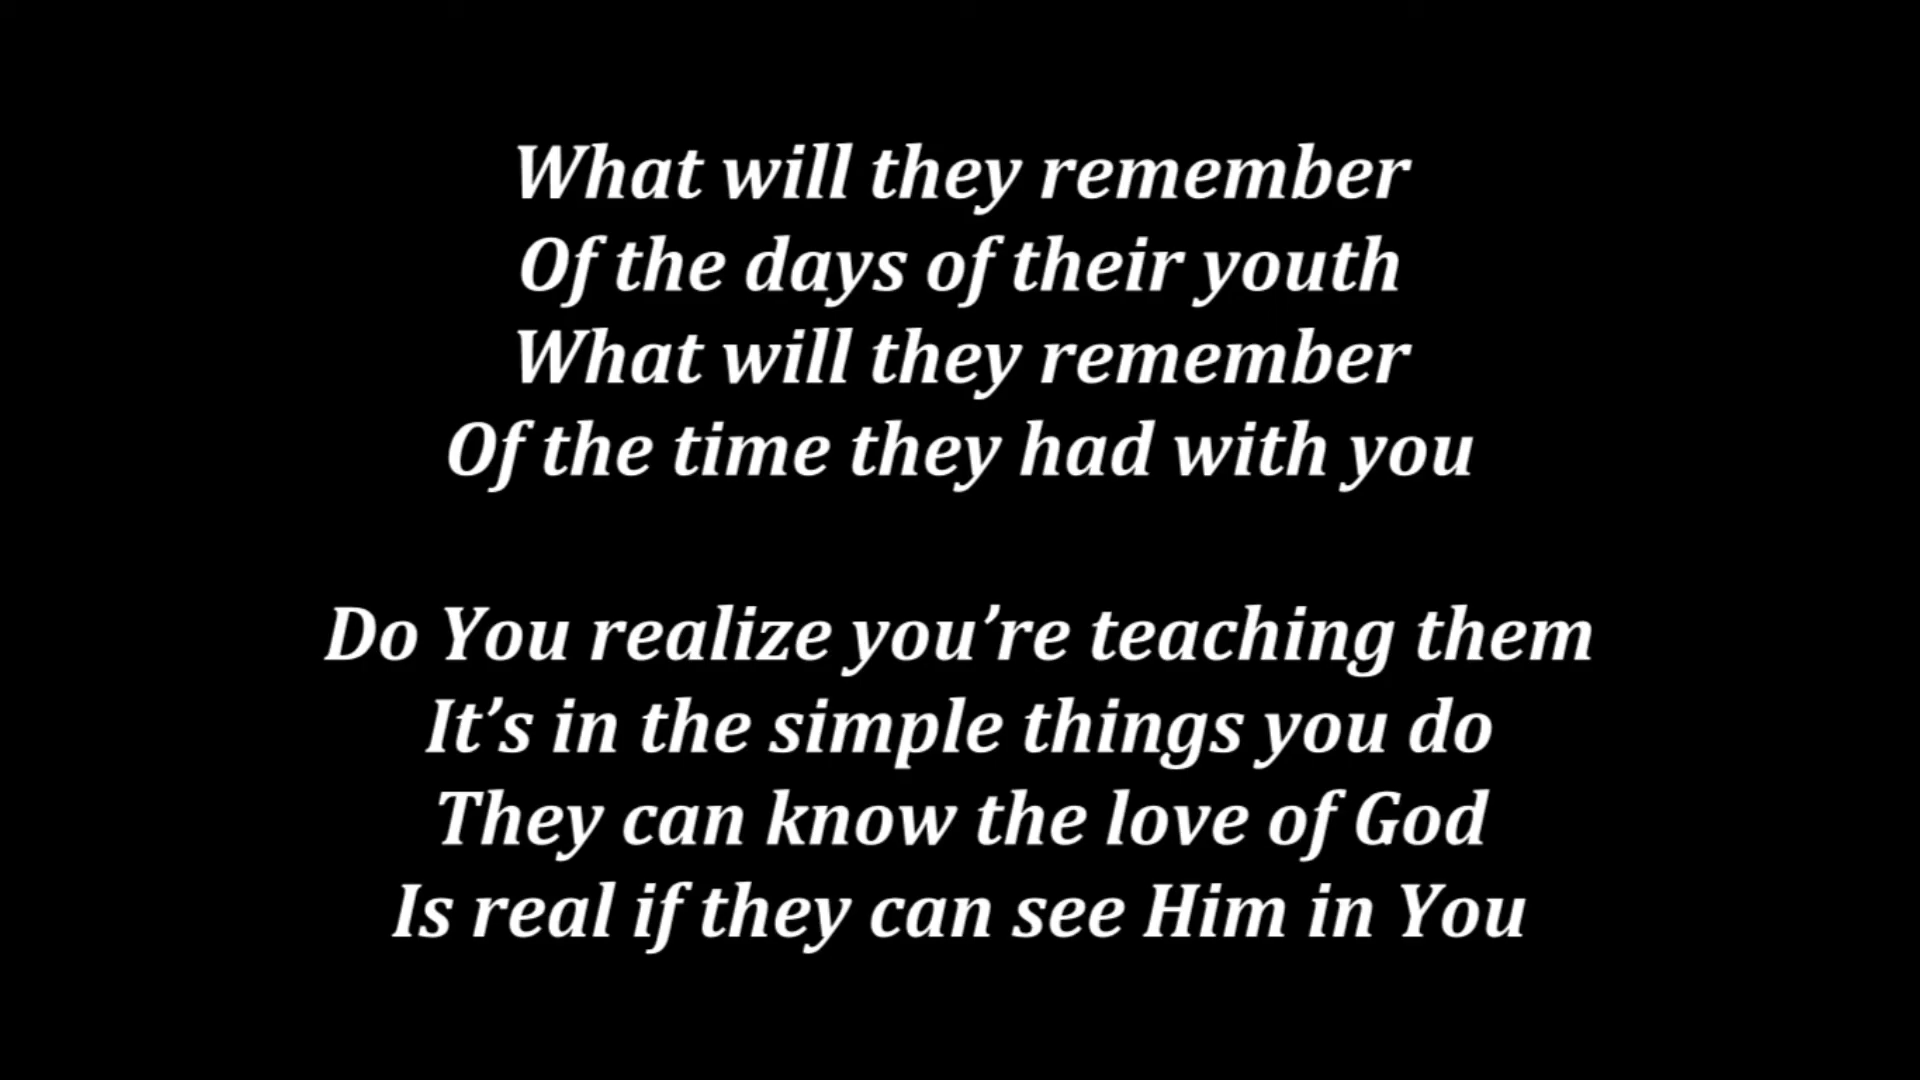 What will they remember
Of the days of their youth
What will they remember
Of the time they had with you
Do You realize you’re teaching them
It’s in the simple things you do
They can know the love of God
Is real if they can see Him in You